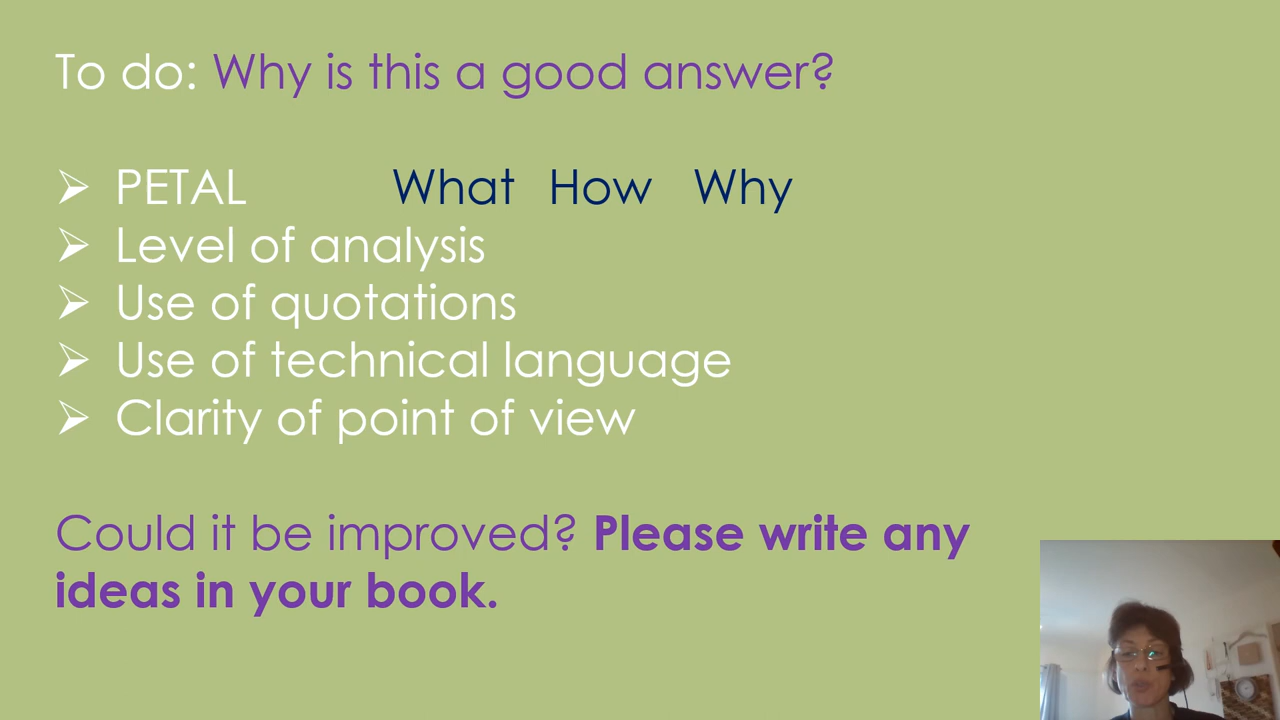 To do: Why is this a good answer?
PETAL What How Why
Level of analysis
Use of quotations
Use of technical language
Clarity of point of view
Could it be improved? Please write any
ideas in your book.